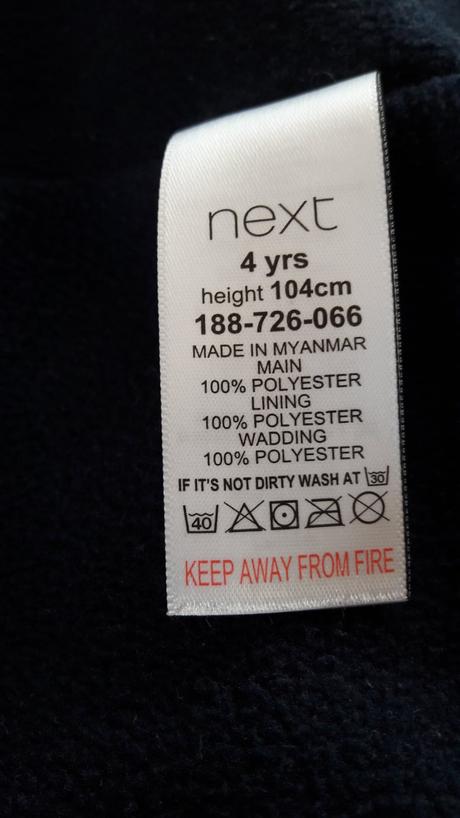 next
4 yrs
height 104cm
188-726-066
MADE IN MYANMAR
MAIN
100% POLYESTER
LINING
100% POLYESTER
WADDING
100% POLYESTER
IF IT'S NOT DIRTY WASH AT 30
40
KEEP AWAY FROM FIRE